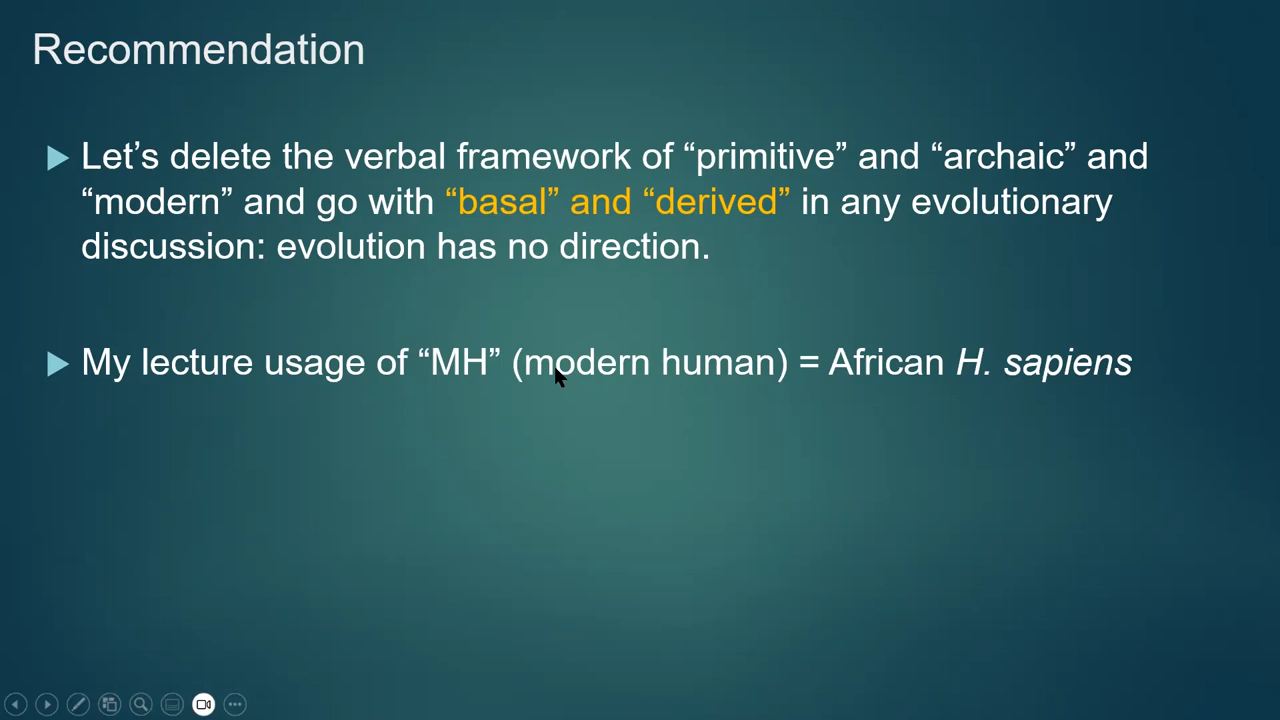 Recommendation
Let’s delete the verbal framework of “primitive” and “archaic” and
“modern” and go with “basal” and “derived” in any evolutionary
discussion: evolution has no direction.
My lecture usage of “MH” (modern human) = African H. sapiens